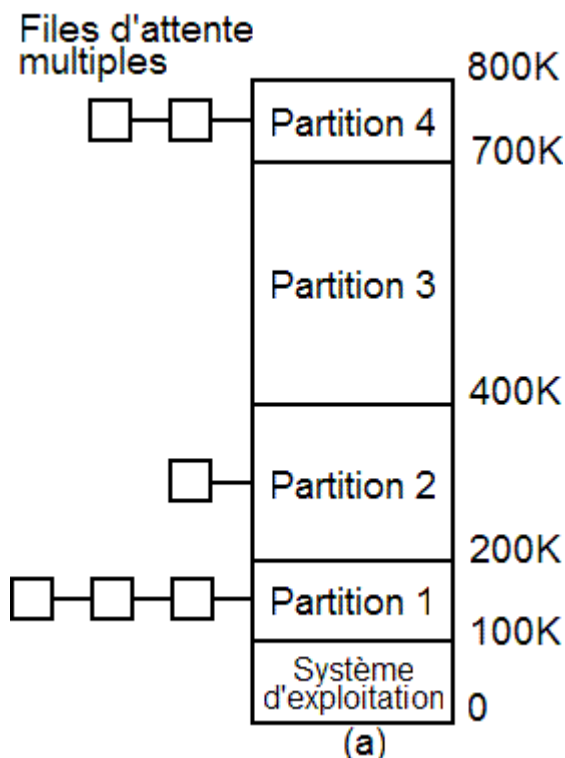 Files d'attente
multiples
800K
Partition 4
700K
Partition 3
400K
Partition 2
200K
Partition 1
100K
Système
d'exploitation
0
(a)